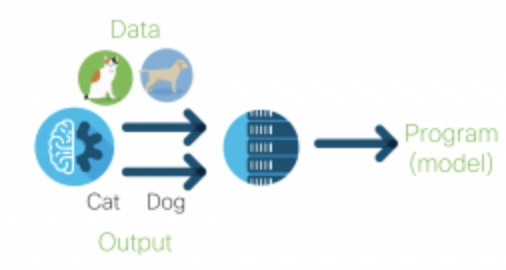 Data
Program
(model)
Cat Dog
Output